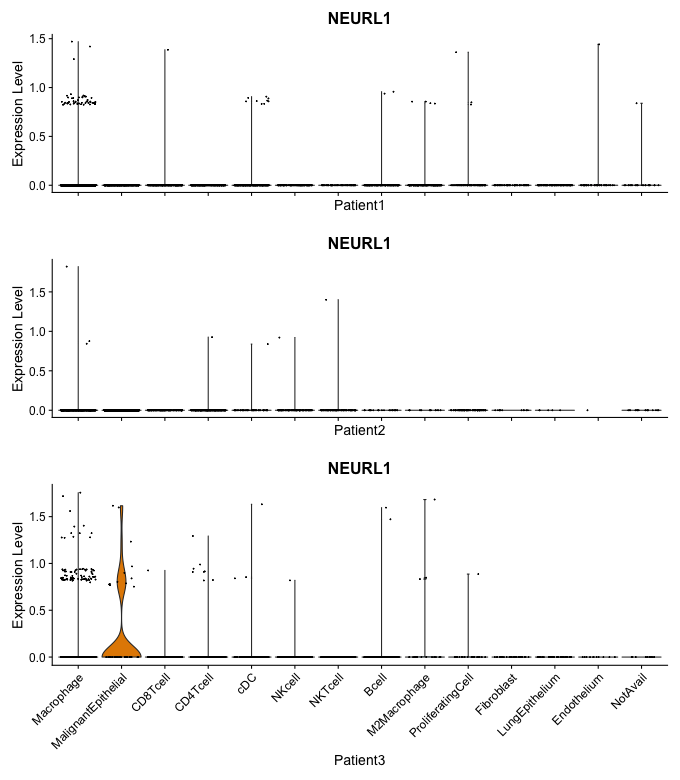 NEURL1
Expression Level
1.5
1.0
0.5
0.0
Patient1
NEURL1
Expression Level
1.5
1.0
0.5
0.0
Patient2
NEURL1
Expression Level
1.5
1.0
0.5
0.0
Macrophage
MalignantEpithelial
CD8Tcell
CD4Tcell
cDC
NKcell
NKTcell
Bcell
M2Macrophage
ProliferatingCell
Fibroblast
LungEpithelium
Endothelium
NotAvail
Patient3